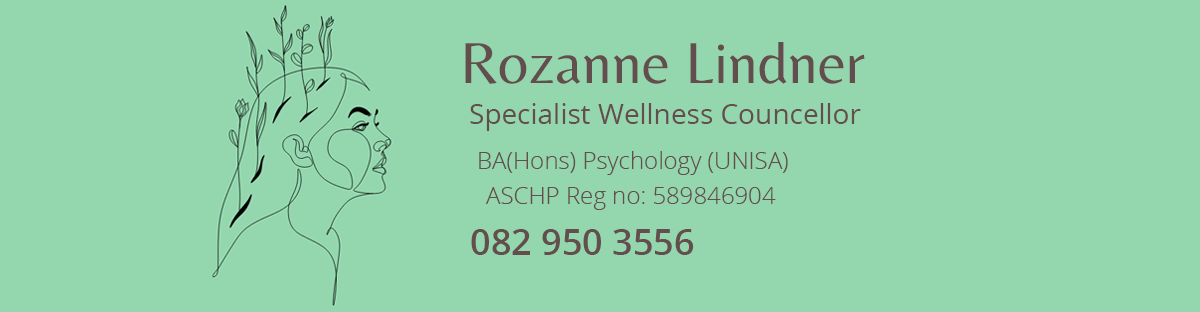 Rozanne Lindner
Specialist Wellness Councellor
BA(Hons) Psychology (UNISA)
ASCHP Reg no: 589846904
082 950 3556